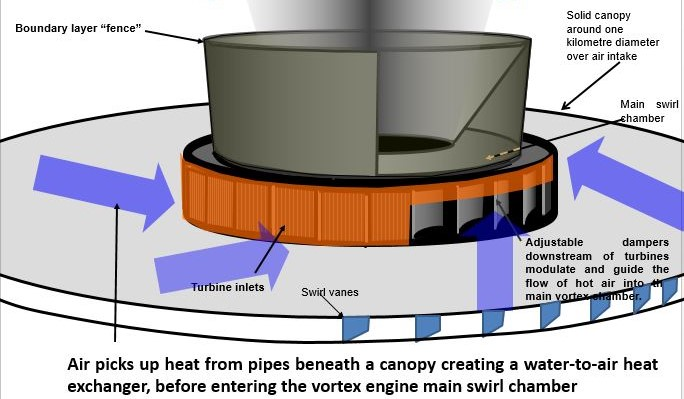 Boundary layer “fence”
Solid canopy
around one
kilometre diameter
over air intake
Main swirl
chamber
Adjustable dampers
downstream of turbines
modulate and guide the
flow of hot air into the
main vortex chamber.
Turbine inlets
Swirl vanes
Air picks up heat from pipes beneath a canopy creating a water-to-air heat
exchanger, before entering the vortex engine main swirl chamber